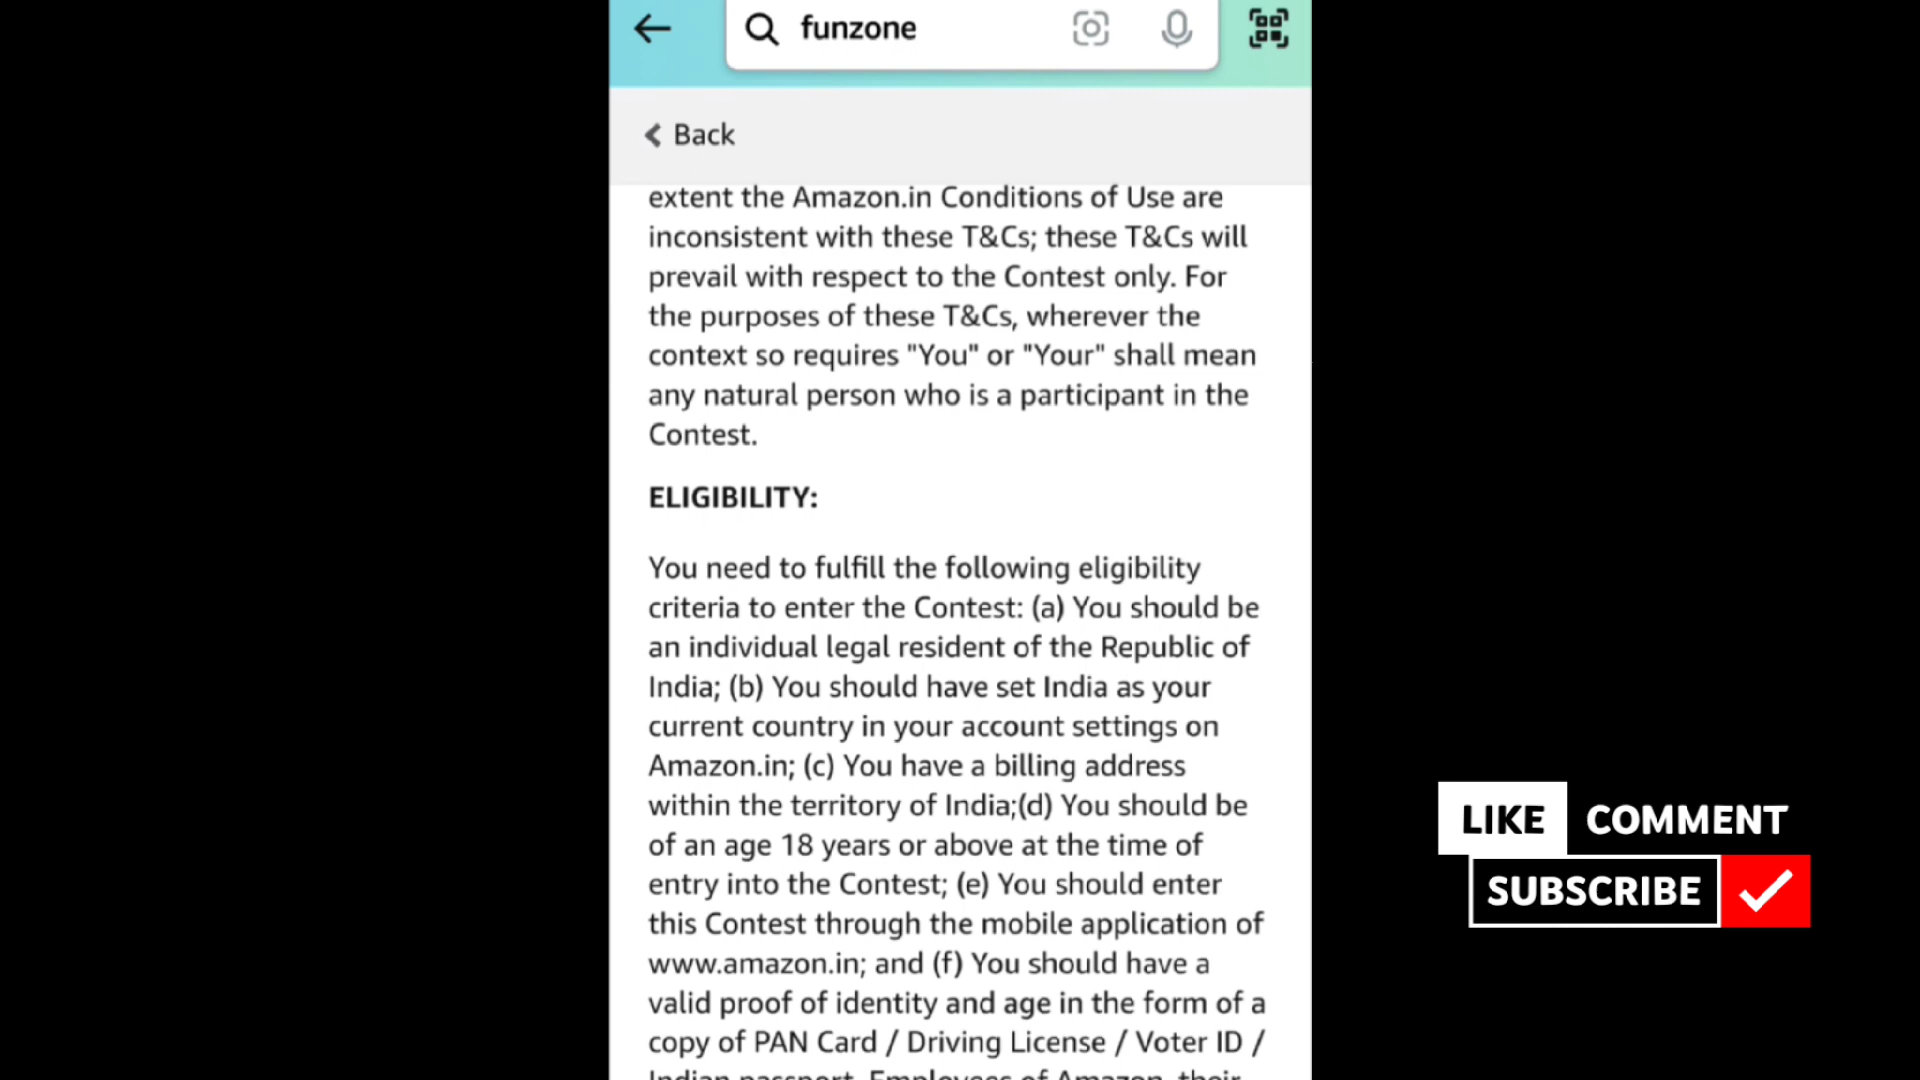 funzone
Back
extent the Amazon.in Conditions of Use are
inconsistent with these T&Cs; these T&Cs will
prevail with respect to the Contest only. For
the purposes of these T&Cs, wherever the
context so requires "You" or "Your" shall mean
any natural person who is a participant in the
Contest.
ELIGIBILITY:
You need to fulfill the following eligibility
criteria to enter the Contest: (a) You should be
an individual legal resident of the Republic of
India; (b) You should have set India as your
current country in your account settings on
Amazon.in; (c) You have a billing address
within the territory of India;(d) You should be
of an age 18 years or above at the time of
entry into the Contest; (e) You should enter
this Contest through the mobile application of
www.amazon.in; and (f) You should have a
valid proof of identity and age in the form of a
copy of PAN Card / Driving License / Voter ID /
Indian passport. Employees of Amazon, their
LIKE COMMENT
SUBSCRIBE